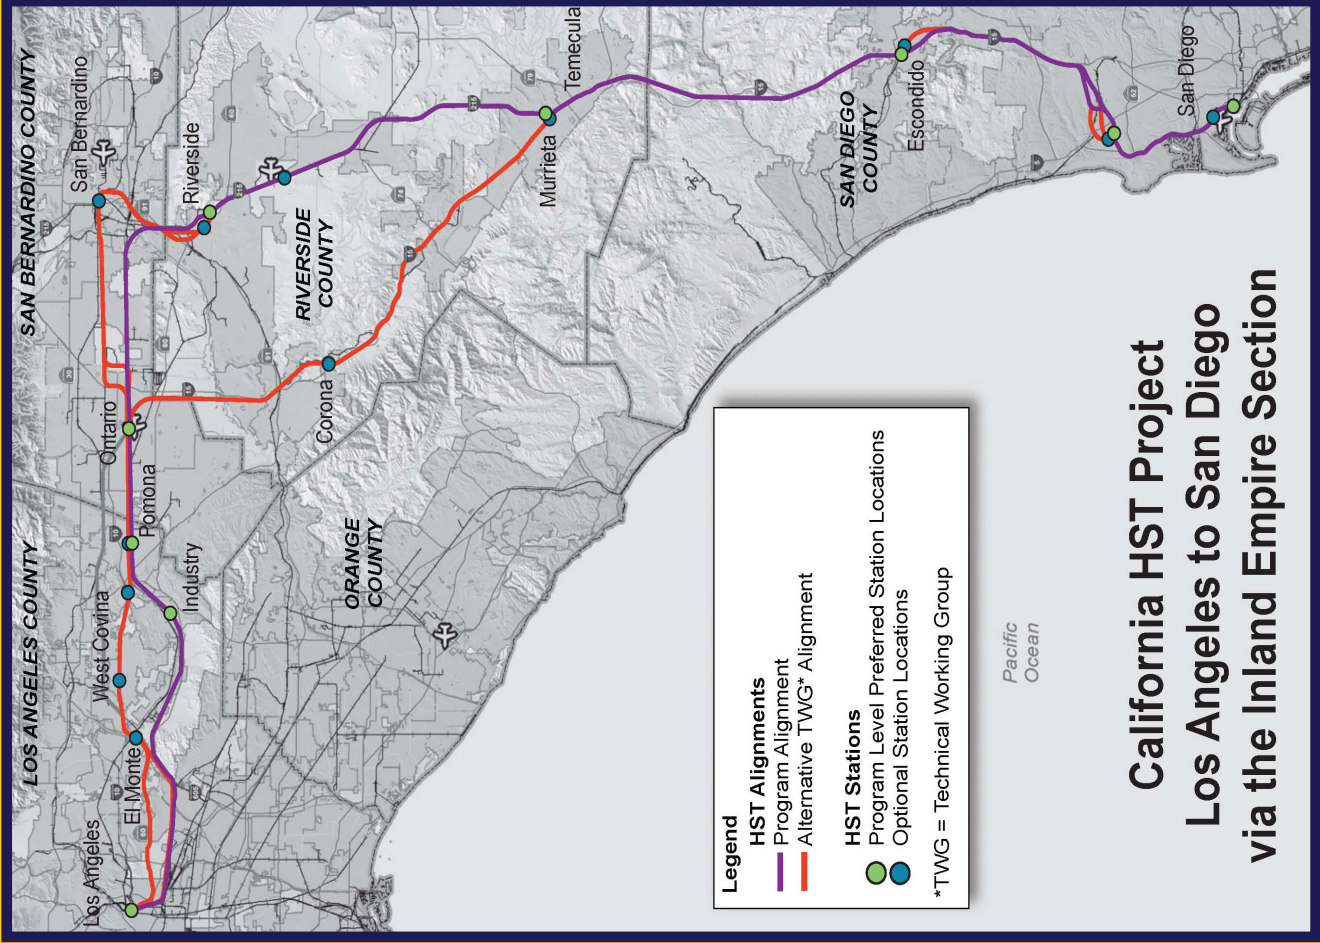 LOS ANGELES COUNTY
SAN BERNARDINO COUNTY
Los Angeles
El Monte
West Covina
Industry
Pomona
Ontario
San Bernardino
Riverside
RIVERSIDE
COUNTY
Corona
ORANGE
COUNTY
Murrieta
Temecula
SAN DIEGO
COUNTY
Escondido
San Diego
Pacific
Ocean
Legend
HST Alignments
Program Alignment
Alternative TWG* Alignment
HST Stations
Program Level Preferred Station Locations
Optional Station Locations
*TWG = Technical Working Group
California HST Project
Los Angeles to San Diego
via the Inland Empire Section